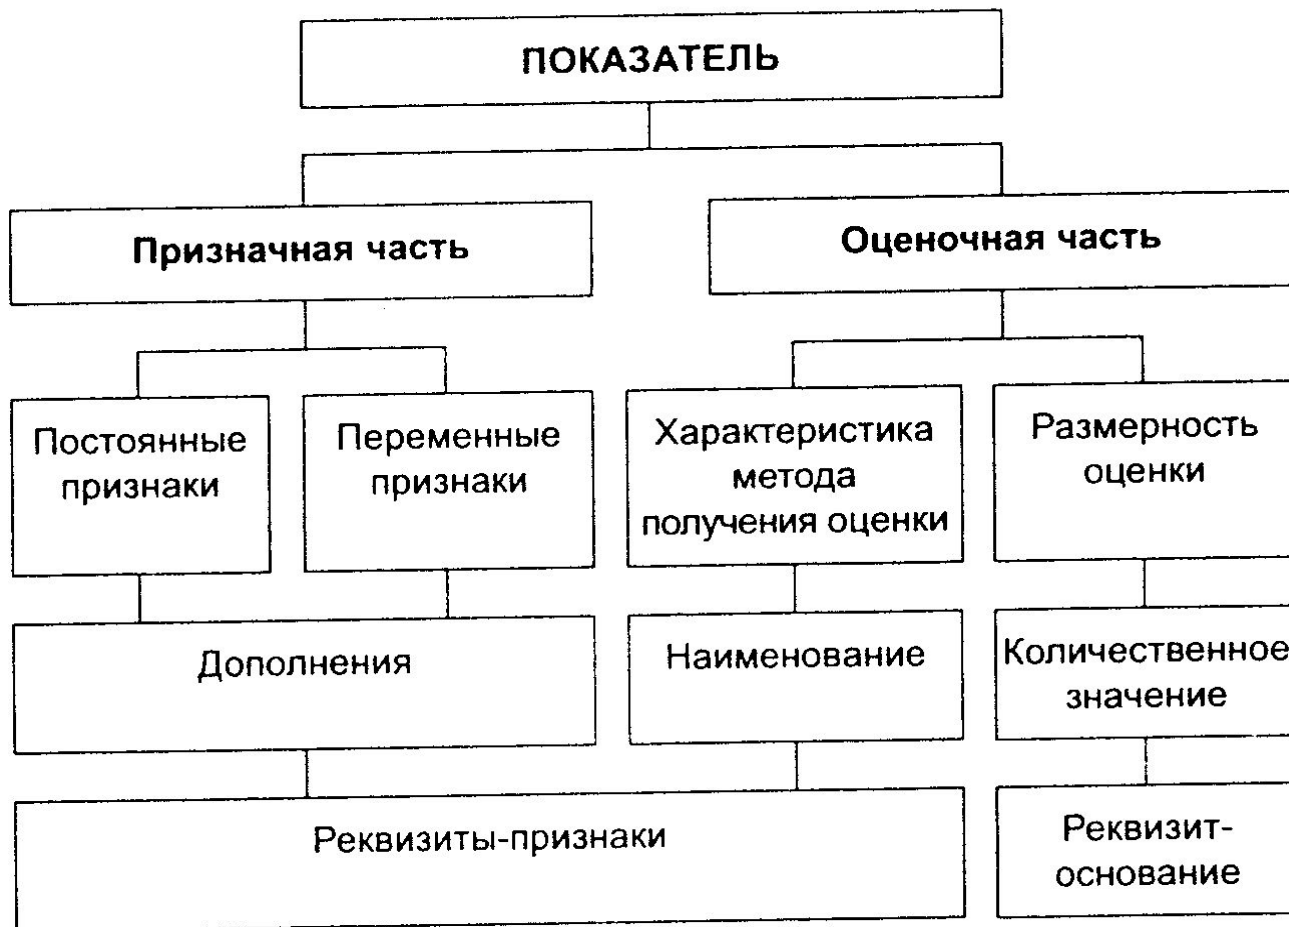 ПОКАЗАТЕЛЬ
Призначная часть
Оценочная часть
Постоянные
признаки
Переменные
признаки
Характеристика
метода
получения оценки
Размерность
оценки
Дополнения
Наименование
Количественное
значение
Реквизиты-признаки
Реквизит-
основание